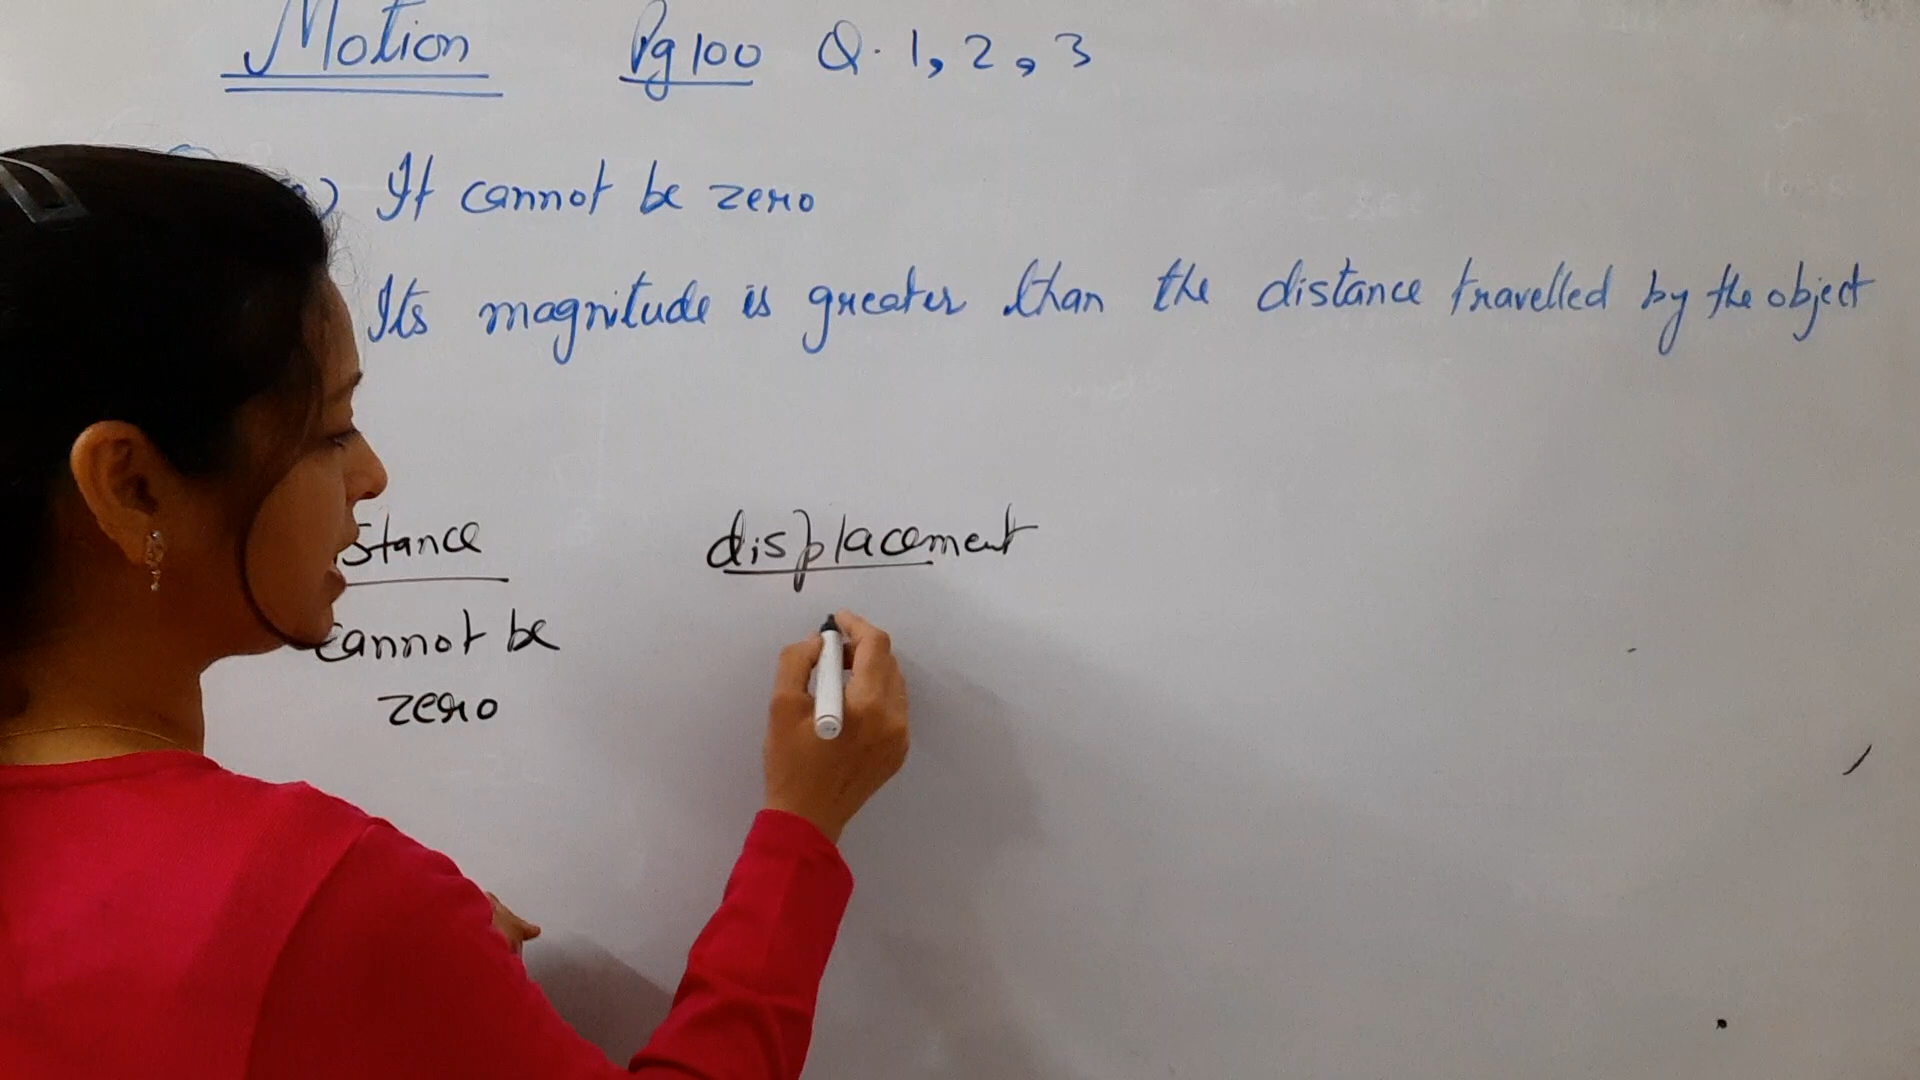 Motion Pg 100 Q. 1, 2, 3
a) It cannot be zero
Its magnitude is greater than the distance travelled by the object
stance displacement
cannot be
zero